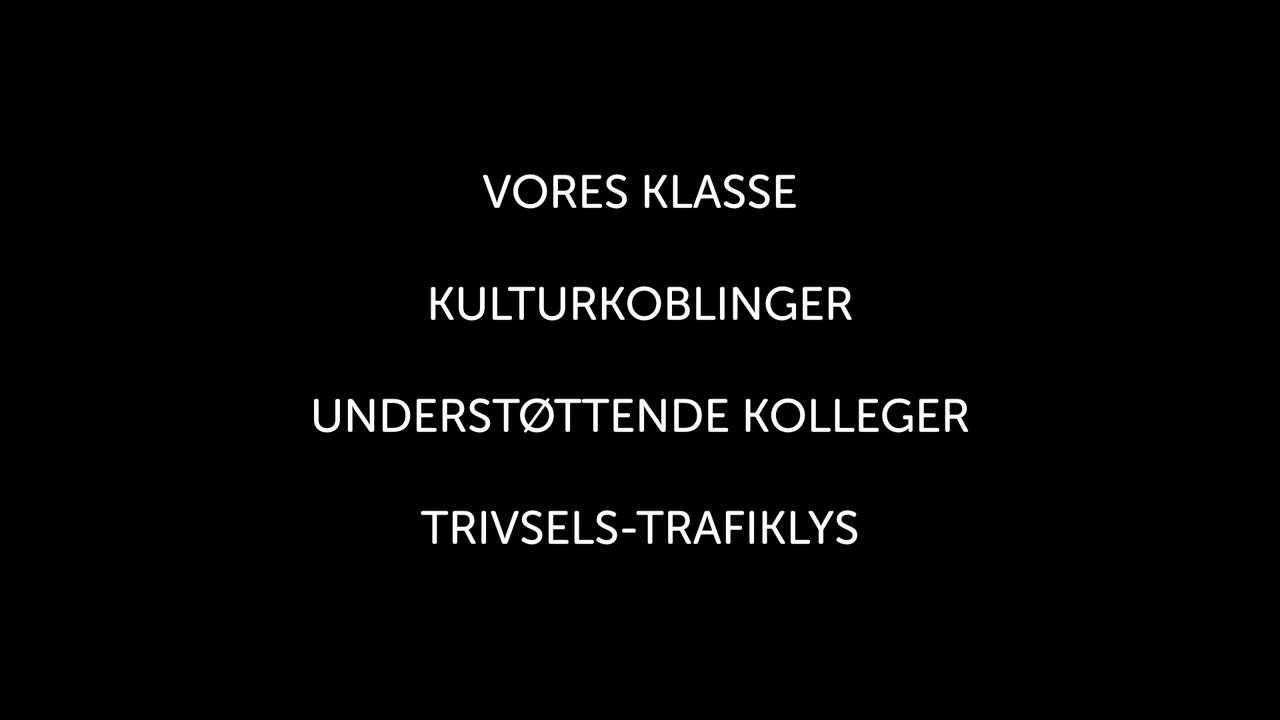 VORES KLASSE
KULTURKOBLINGER
UNDERSTØTTENDE KOLLEGER
TRIVSELS-TRAFIKLYS